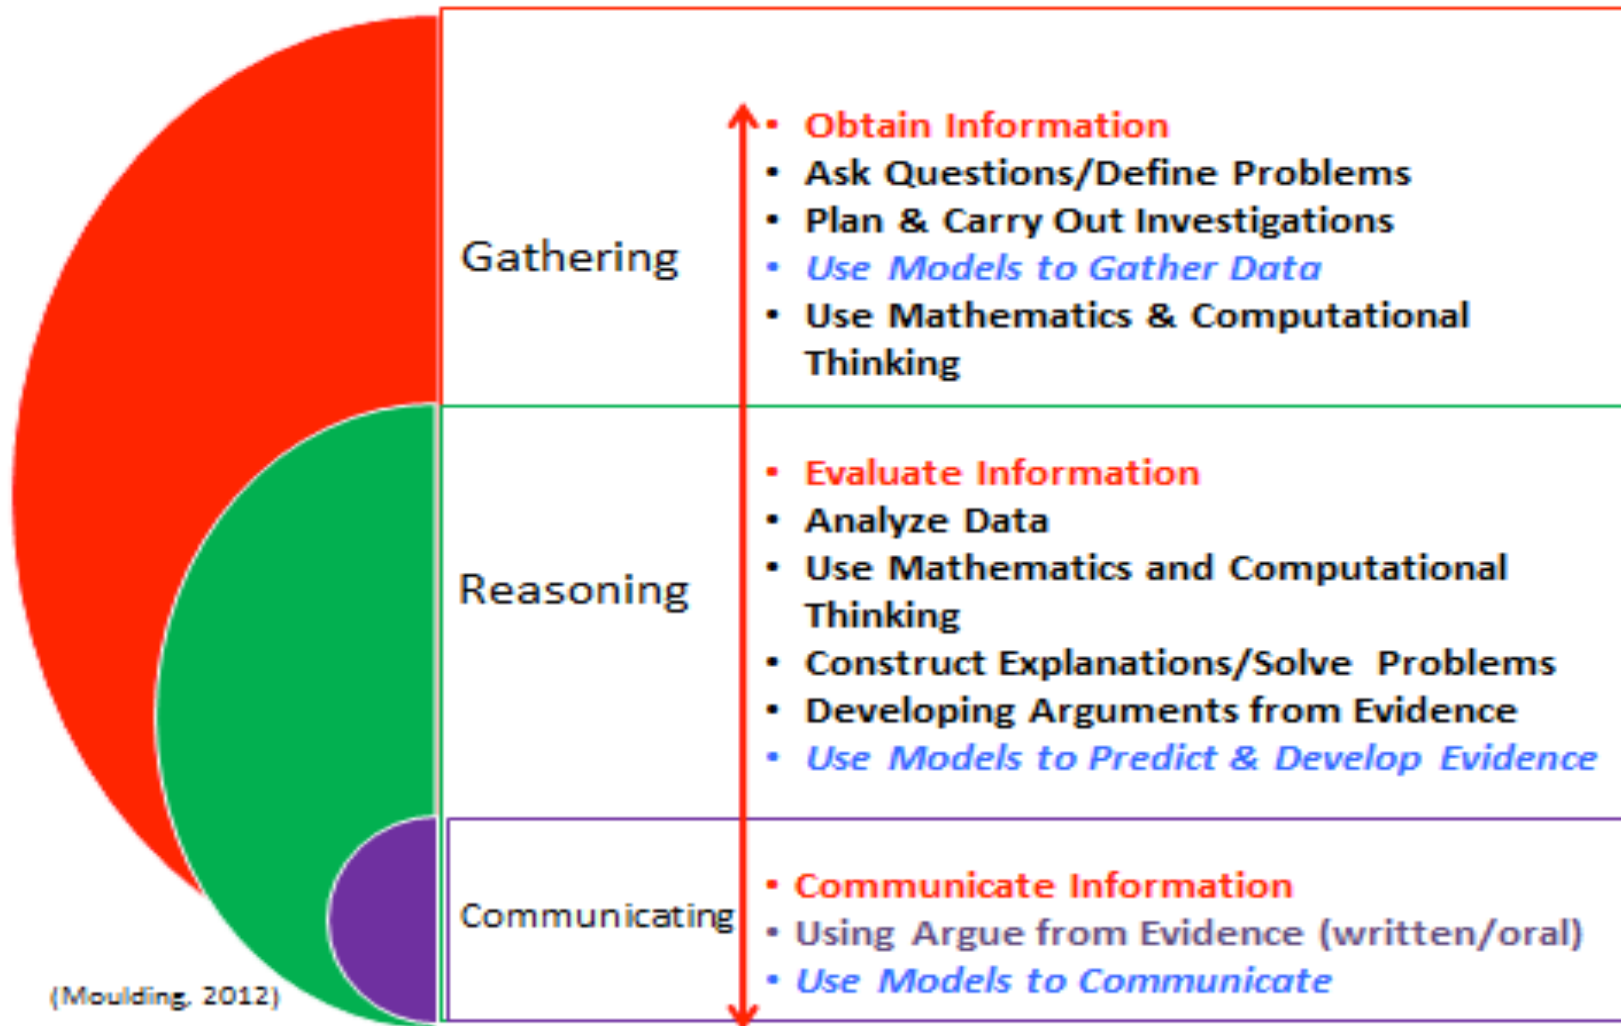 Gathering
• Obtain Information
• Ask Questions/Define Problems
• Plan & Carry Out Investigations
• Use Models to Gather Data
• Use Mathematics & Computational
Thinking
Reasoning
• Evaluate Information
• Analyze Data
• Use Mathematics and Computational
Thinking
• Construct Explanations/Solve Problems
• Developing Arguments from Evidence
• Use Models to Predict & Develop Evidence
Communicating
• Communicate Information
• Using Argue from Evidence (written/oral)
• Use Models to Communicate
(Moulding, 2012)